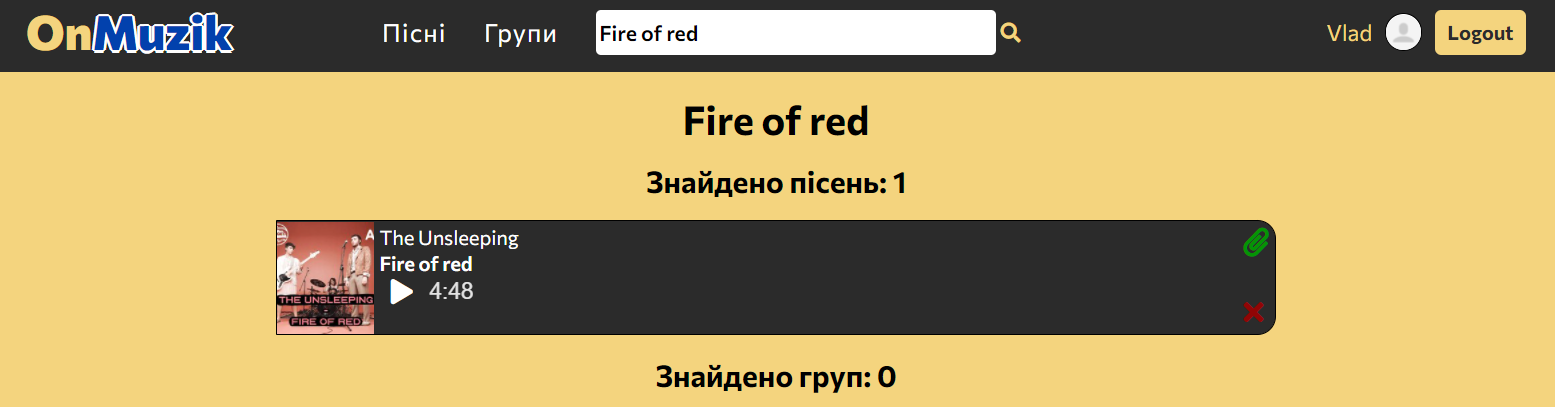 OnMuzik Пісні Групи Fire of red Vlad Logout
Fire of red
Знайдено пісень: 1
The Unsleeping
Fire of red
4:48
THE UNSLEEPING
FIRE OF RED
Знайдено груп: 0